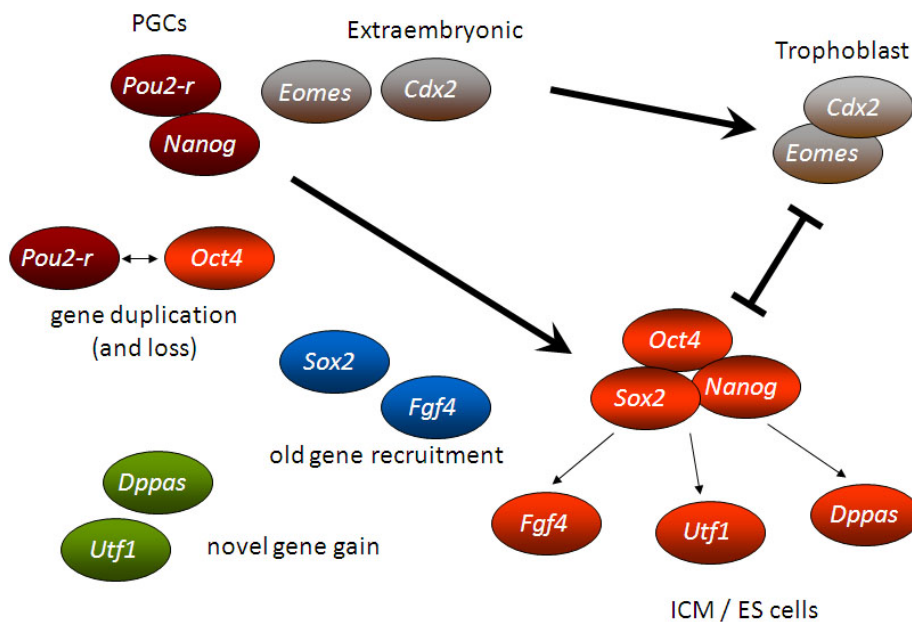 PGCs
Extraembryonic
Trophoblast
Pou2-r
Nanog
Eomes
Cdx2
Cdx2
Eomes
Pou2-r
Oct4
gene duplication
(and loss)
Sox2
Fgf4
old gene recruitment
Oct4
Sox2
Nanog
Dppas
Utf1
novel gene gain
Fgf4
Utf1
Dppas
ICM / ES cells